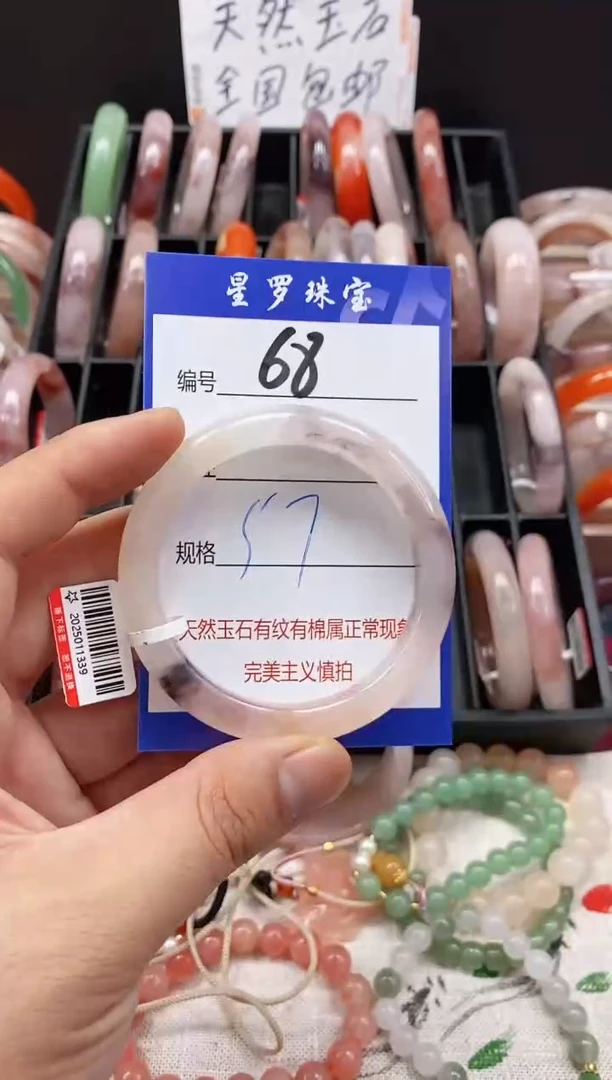 天然玉石
全国包邮
星罗珠宝
编号 68
规格 57
天然玉石有纹有棉属正常现象
完美主义慎拍
2025011339